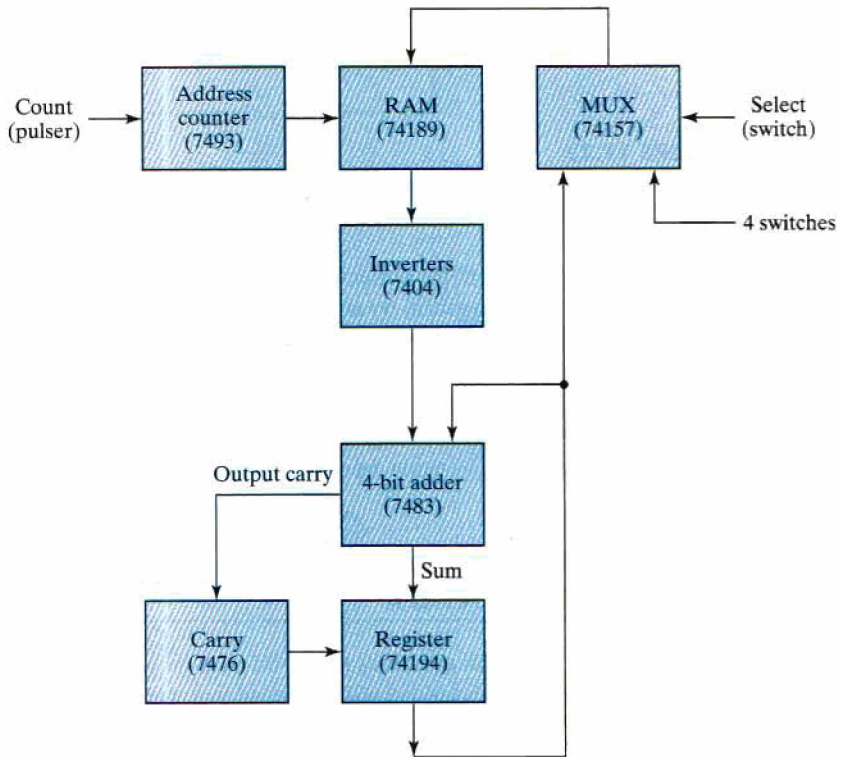 Count
(pulser)
Address
counter
(7493)
RAM
(74189)
MUX
(74157)
Select
(switch)
4 switches
Inverters
(7404)
Output carry
4-bit adder
(7483)
Sum
Carry
(7476)
Register
(74194)